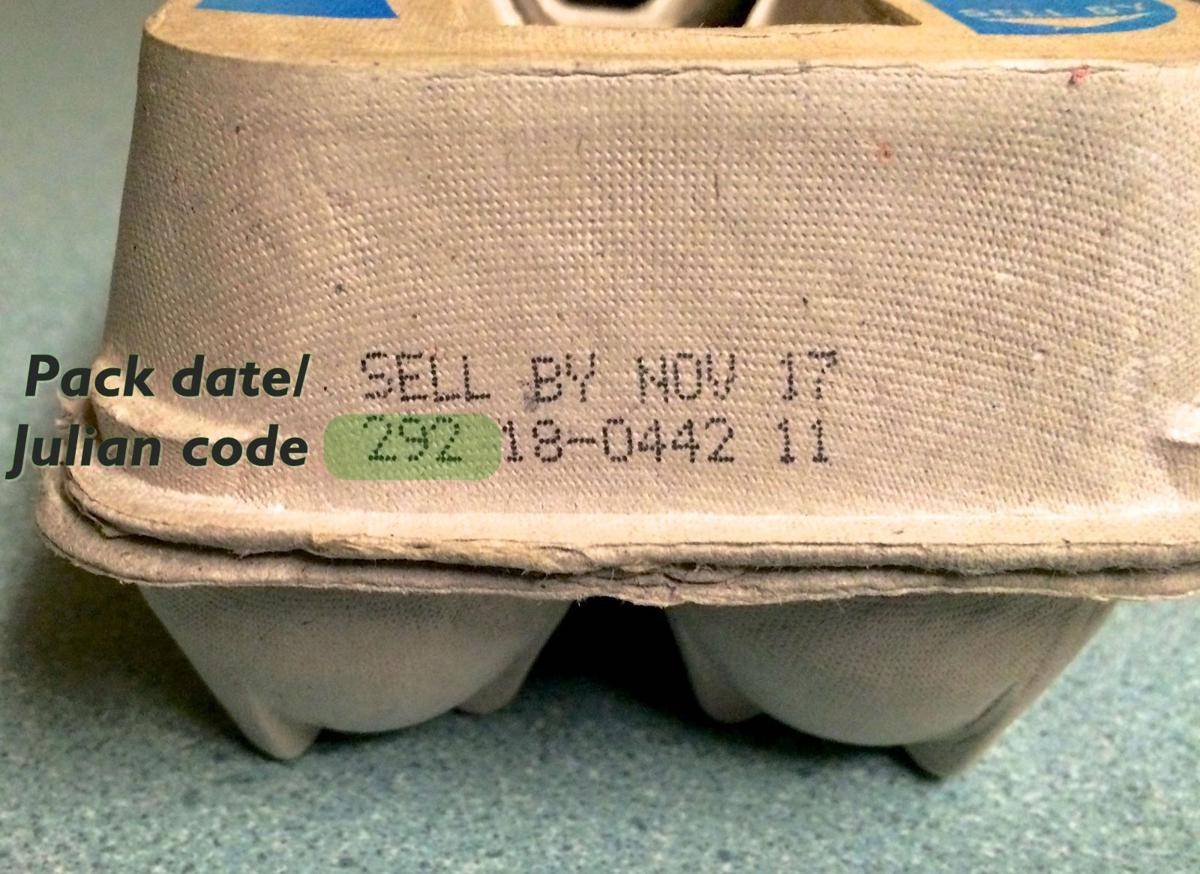 SELL BY
Pack date/
Julian code
SELL BY NOV 17
292 18-0442 11